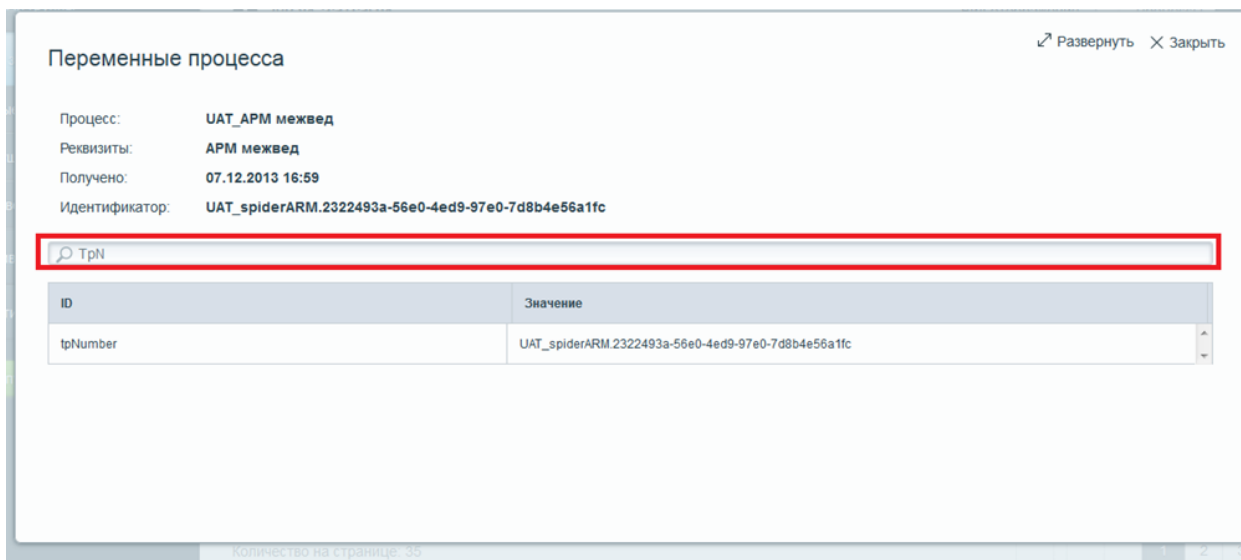 Развернуть Закрыть
Переменные процесса
Процесс: UAT_АРМ межвед
Реквизиты: АРМ межвед
Получено: 07.12.2013 16:59
Идентификатор: UAT_spiderARM.2322493a-56e0-4ed9-97e0-7d8b4e56a1fc
TpN
ID Значение
tpNumber UAT_spiderARM.2322493a-56e0-4ed9-97e0-7d8b4e56a1fc
Количество на странице: 35 1 2